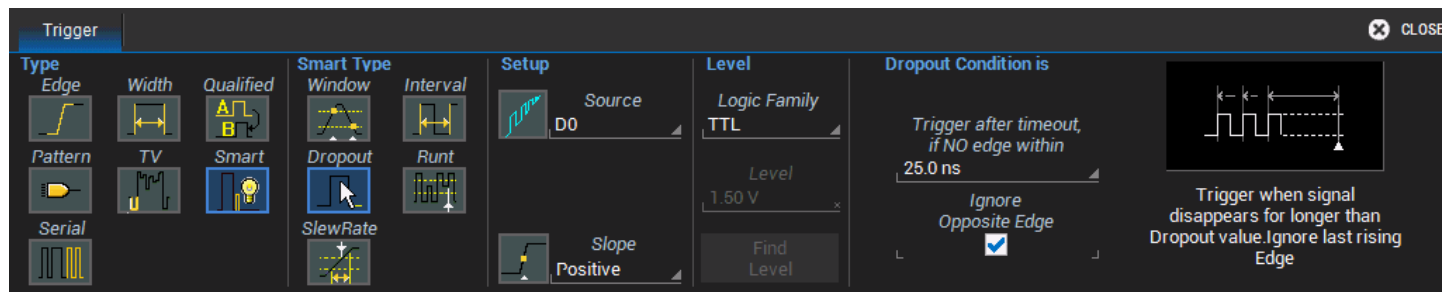 Trigger
CLOSE
Type
Edge
Width
Qualified
A
B
Pattern
TV
Smart
U
Serial
Smart Type
Window
Interval
Dropout
Runt
SlewRate
Setup
Source
D0
Slope
Positive
Level
Logic Family
TTL
Level
1.50 V
Find
Level
Dropout Condition is
Trigger after timeout,
if NO edge within
25.0 ns
Ignore
Opposite Edge
Trigger when signal
disappears for longer than
Dropout value.Ignore last rising
Edge